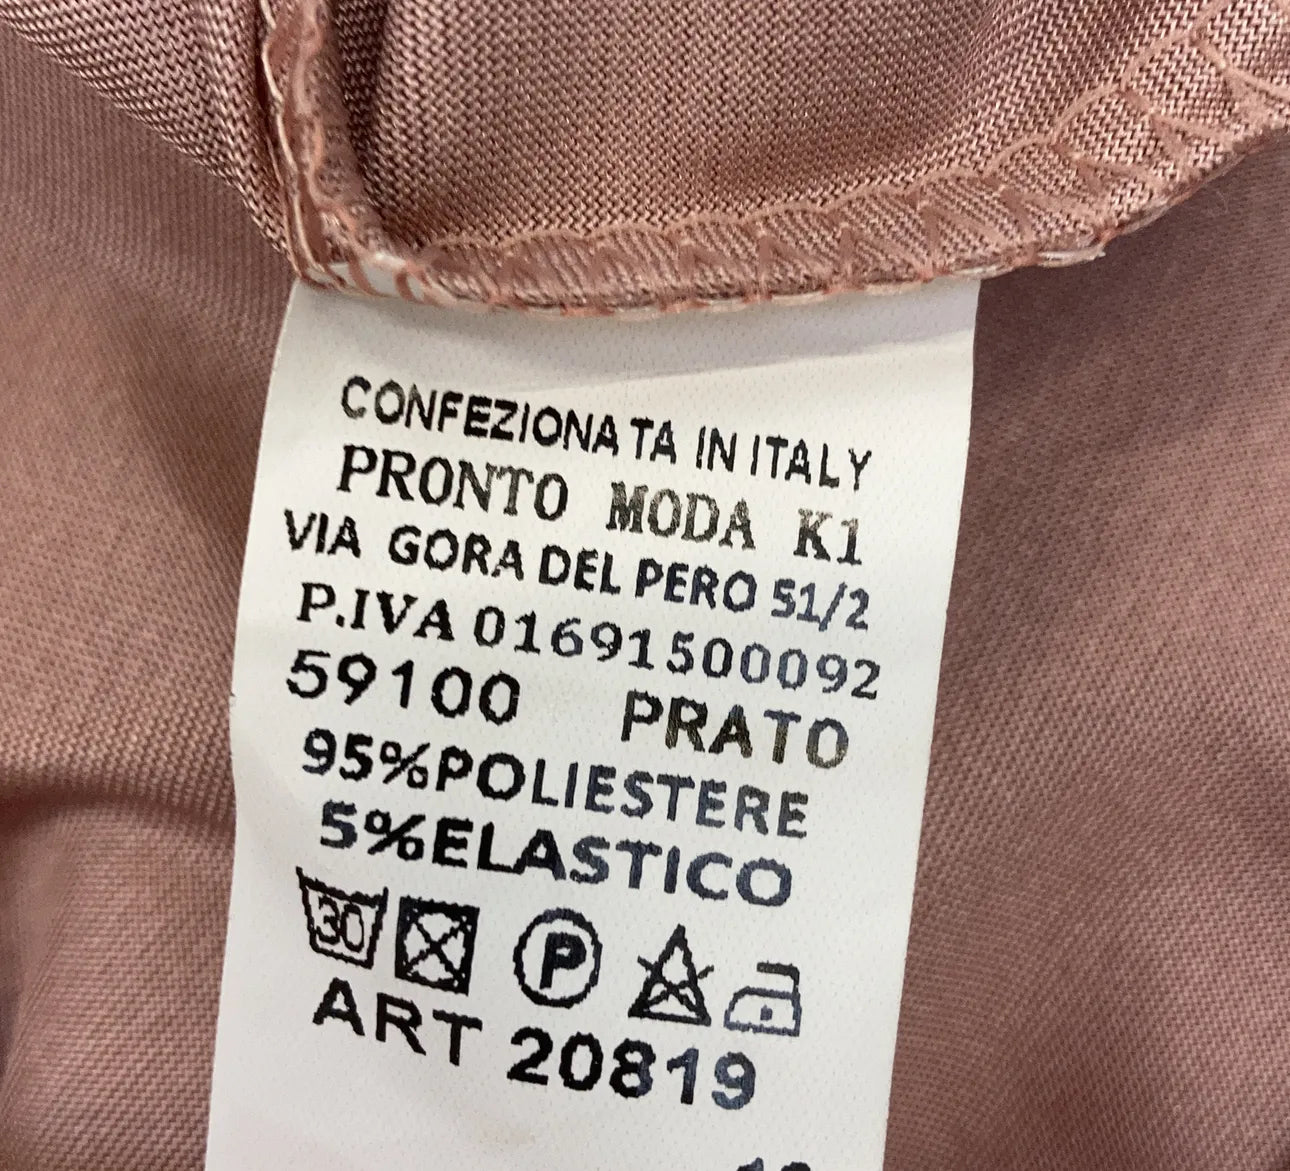 CONFEZIONATA IN ITALY
PRONTO MODA K1
VIA GORA DEL PERO 51/2
P.IVA 01691500092
59100 PRATO
95%POLIESTERE
5%ELASTICO
30 P
ART 20819